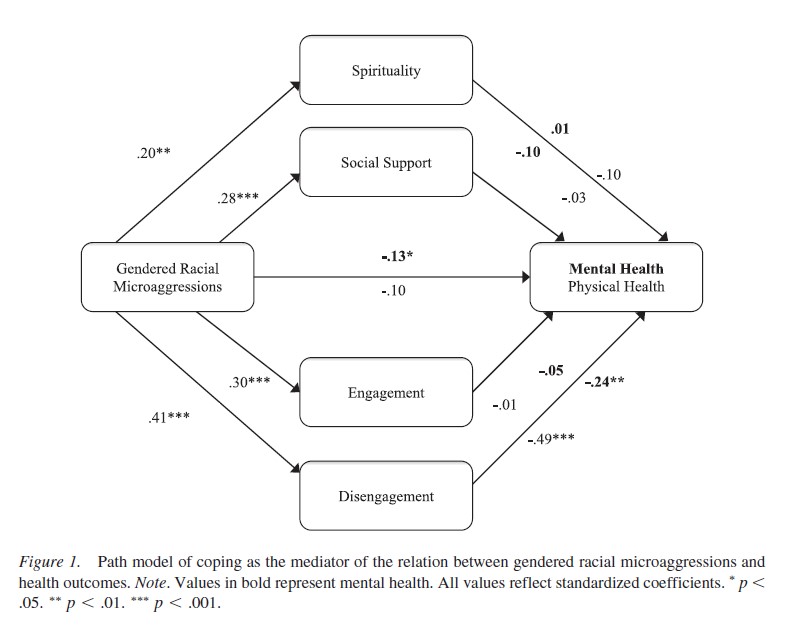 Spirituality
.01
-.10
.20**
Social Support
-.10
.28***
-.03
-.13*
Gendered Racial
Microaggressions
Mental Health
Physical Health
-.10
-.05
.30***
Engagement
-.24**
-.01
.41***
-.49***
Disengagement
Figure 1. Path model of coping as the mediator of the relation between gendered racial microaggressions and
health outcomes. Note. Values in bold represent mental health. All values reflect standardized coefficients. * p <
.05. ** p < .01. *** p < .001.